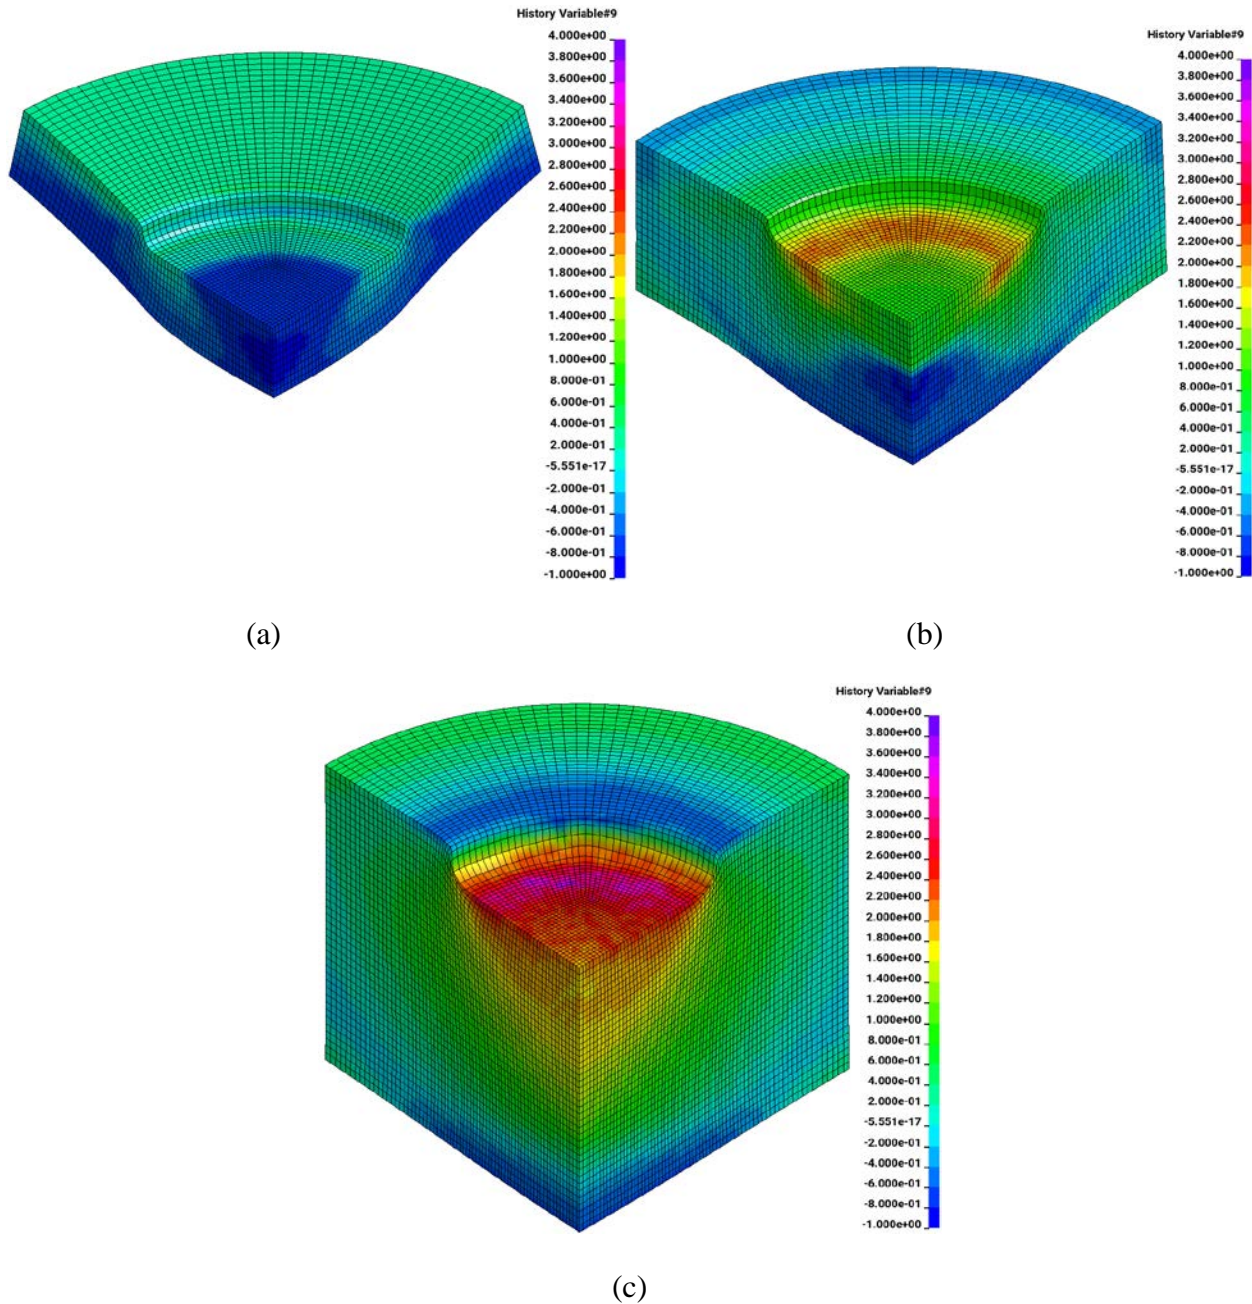 History Variable#9
4.000e+00
3.800e+00
3.600e+00
3.400e+00
3.200e+00
3.000e+00
2.800e+00
2.600e+00
2.400e+00
2.200e+00
2.000e+00
1.800e+00
1.600e+00
1.400e+00
1.200e+00
1.000e+00
8.000e-01
6.000e-01
4.000e-01
2.000e-01
-5.551e-17
-2.000e-01
-4.000e-01
-6.000e-01
-8.000e-01
-1.000e+00
(a)
History Variable#9
4.000e+00
3.800e+00
3.600e+00
3.400e+00
3.200e+00
3.000e+00
2.800e+00
2.600e+00
2.400e+00
2.200e+00
2.000e+00
1.800e+00
1.600e+00
1.400e+00
1.200e+00
1.000e+00
8.000e-01
6.000e-01
4.000e-01
2.000e-01
-5.551e-17
-2.000e-01
-4.000e-01
-6.000e-01
-8.000e-01
-1.000e+00
(b)
History Variable#9
4.000e+00
3.800e+00
3.600e+00
3.400e+00
3.200e+00
3.000e+00
2.800e+00
2.600e+00
2.400e+00
2.200e+00
2.000e+00
1.800e+00
1.600e+00
1.400e+00
1.200e+00
1.000e+00
8.000e-01
6.000e-01
4.000e-01
2.000e-01
-5.551e-17
-2.000e-01
-4.000e-01
-6.000e-01
-8.000e-01
-1.000e+00
(c)